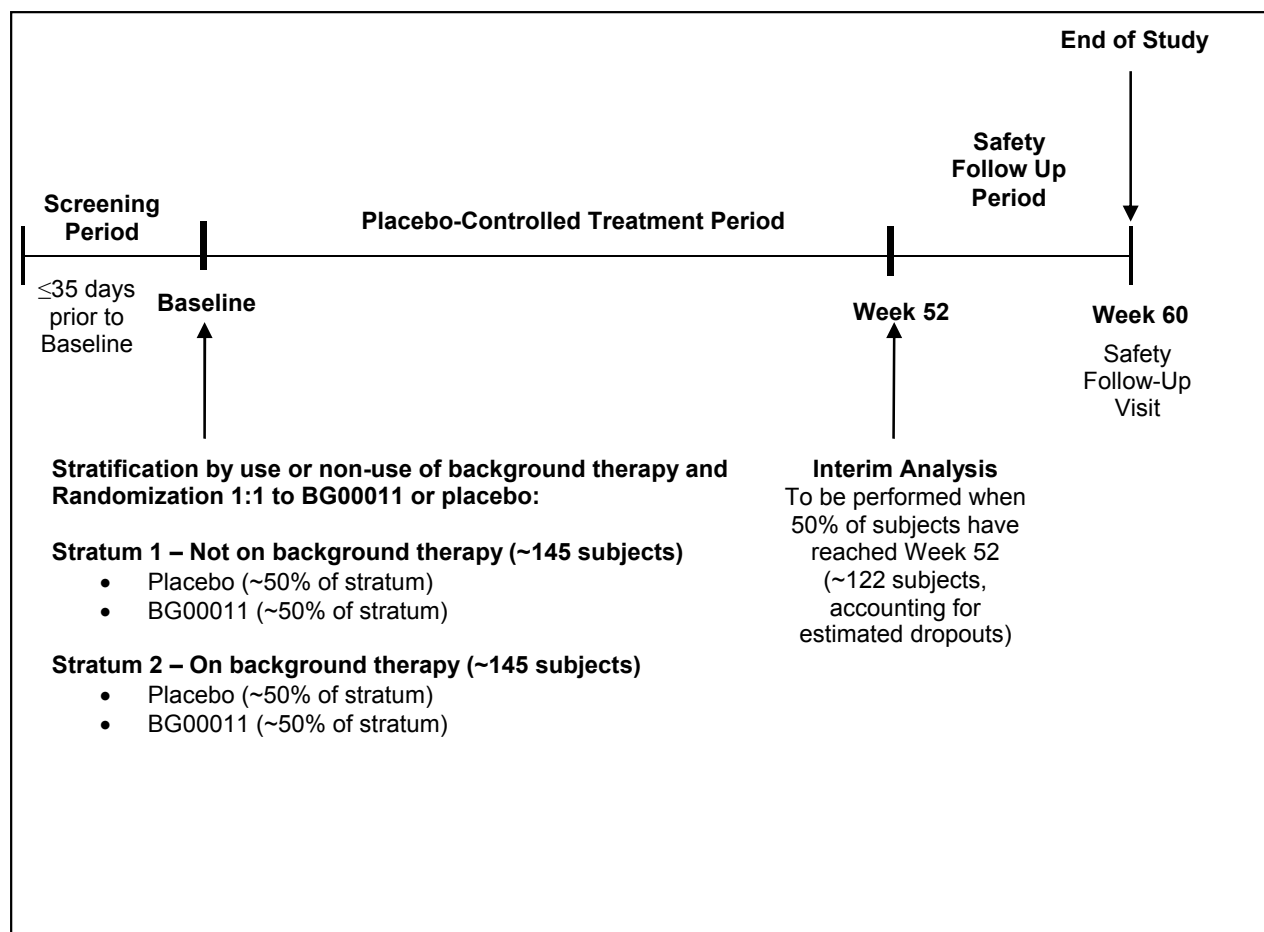 End of Study
Safety
Follow Up
Period
Screening
Period
Placebo-Controlled Treatment Period
≤35 days
prior to
Baseline
Baseline
Week 52
Week 60
Safety
Follow-Up
Visit
Stratification by use or non-use of background therapy and
Randomization 1:1 to BG00011 or placebo:
Stratum 1 – Not on background therapy (~145 subjects)
• Placebo (~50% of stratum)
• BG00011 (~50% of stratum)
Stratum 2 – On background therapy (~145 subjects)
• Placebo (~50% of stratum)
• BG00011 (~50% of stratum)
Interim Analysis
To be performed when
50% of subjects have
reached Week 52
(~122 subjects,
accounting for
estimated dropouts)